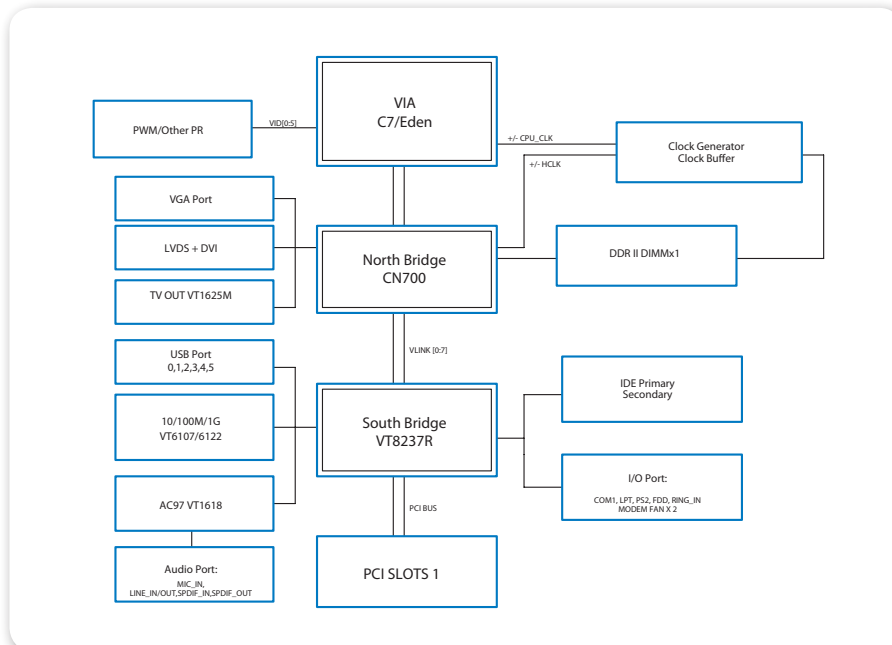 VIA
C7/Eden
PWM/Other PR
VID[0:5]
+/- CPU_CLK
+/- HCLK
Clock Generator
Clock Buffer
VGA Port
LVDS + DVI
TV OUT VT1625M
North Bridge
CN700
DDR II DIMMx1
VLINK [0:7]
USB Port
0,1,2,3,4,5
10/100M/1G
VT6107/6122
AC97 VT1618
Audio Port:
MIC_IN,
LINE_IN/OUT,SPDIF_IN,SPDIF_OUT
South Bridge
VT8237R
IDE Primary
Secondary
I/O Port:
COM1, LPT, PS2, FDD, RING_IN
MODEM FAN X 2
PCI BUS
PCI SLOTS 1